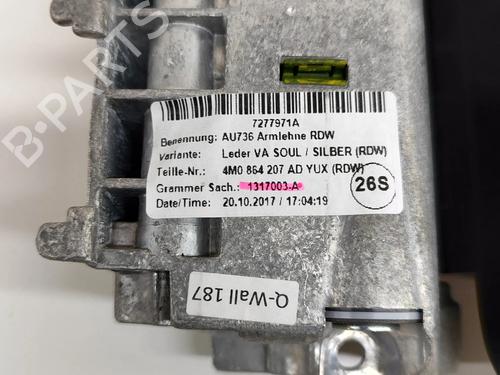 B-PARTS
7277971A
Benennung: AU736 Armlehne RDW
Variante: Leder VA SOUL / SILBER (RDW)
Teille-Nr.: 4M0 864 207 AD YUX (RDW)
Grammer Sach.: 1317003-A
Date/Time: 20.10.2017 / 17:04:19
26S
Q-Wall 187